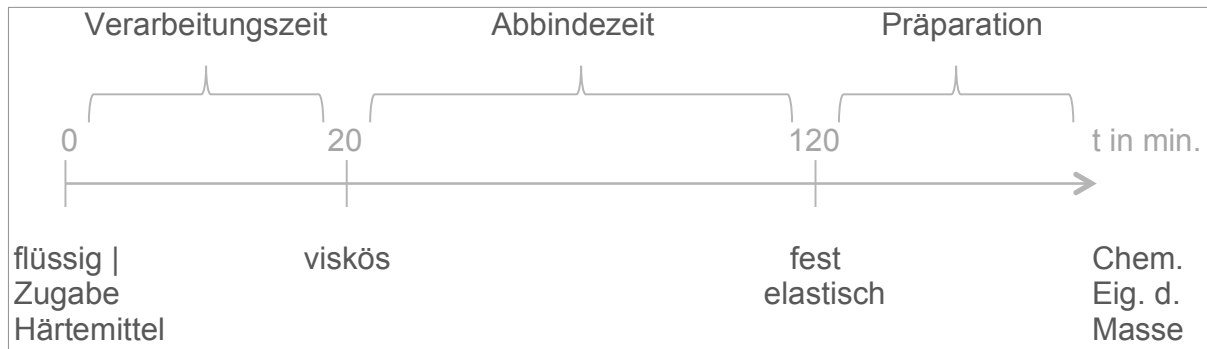 Verarbeitungszeit Abbindezeit Präparation
0 20 120 t in min.
flüssig | viskös fest Chem.
Zugabe elastisch Eig. d.
Härtemittel Masse